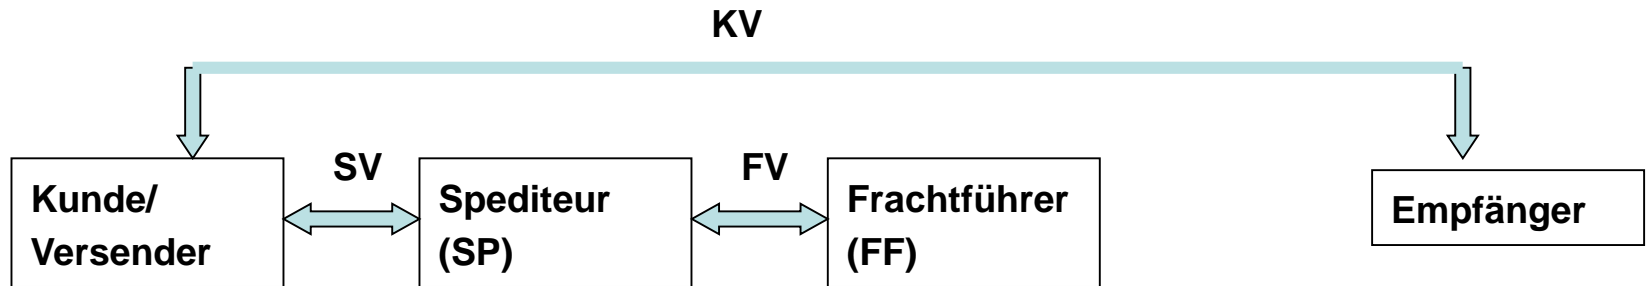 KV
SV
FV
Kunde/
Versender
Spediteur
(SP)
Frachtführer
(FF)
Empfänger